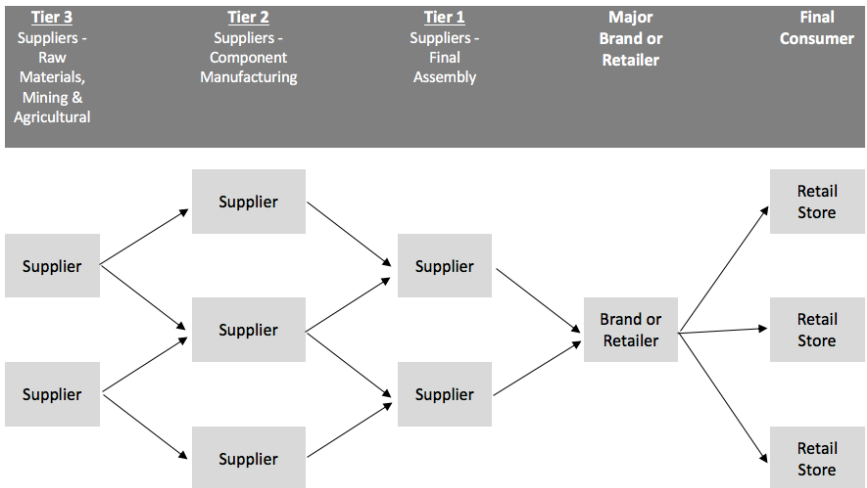 Tier 3
Suppliers -
Raw
Materials,
Mining &
Agricultural
Tier 2
Suppliers -
Component
Manufacturing
Tier 1
Suppliers -
Final
Assembly
Major
Brand or
Retailer
Final
Consumer
Supplier
Supplier
Supplier
Supplier
Supplier
Supplier
Supplier
Brand or
Retailer
Retail
Store
Retail
Store
Retail
Store